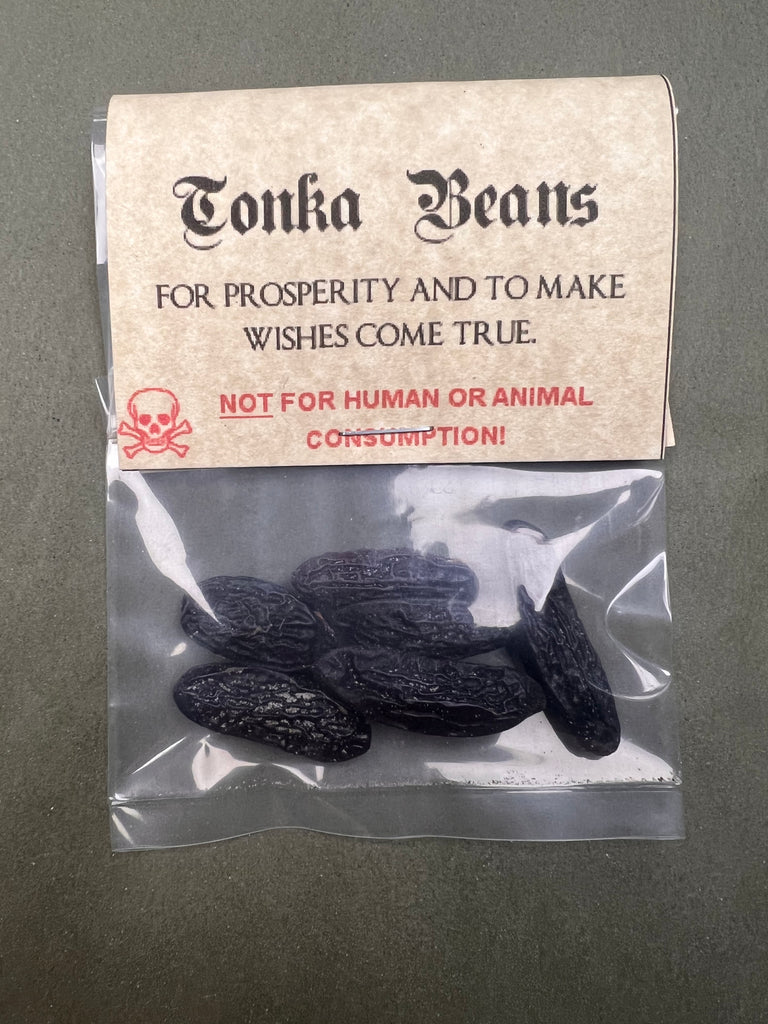 Tonka Beans
FOR PROSPERITY AND TO MAKE
WISHES COME TRUE.
NOT FOR HUMAN OR ANIMAL
CONSUMPTION!